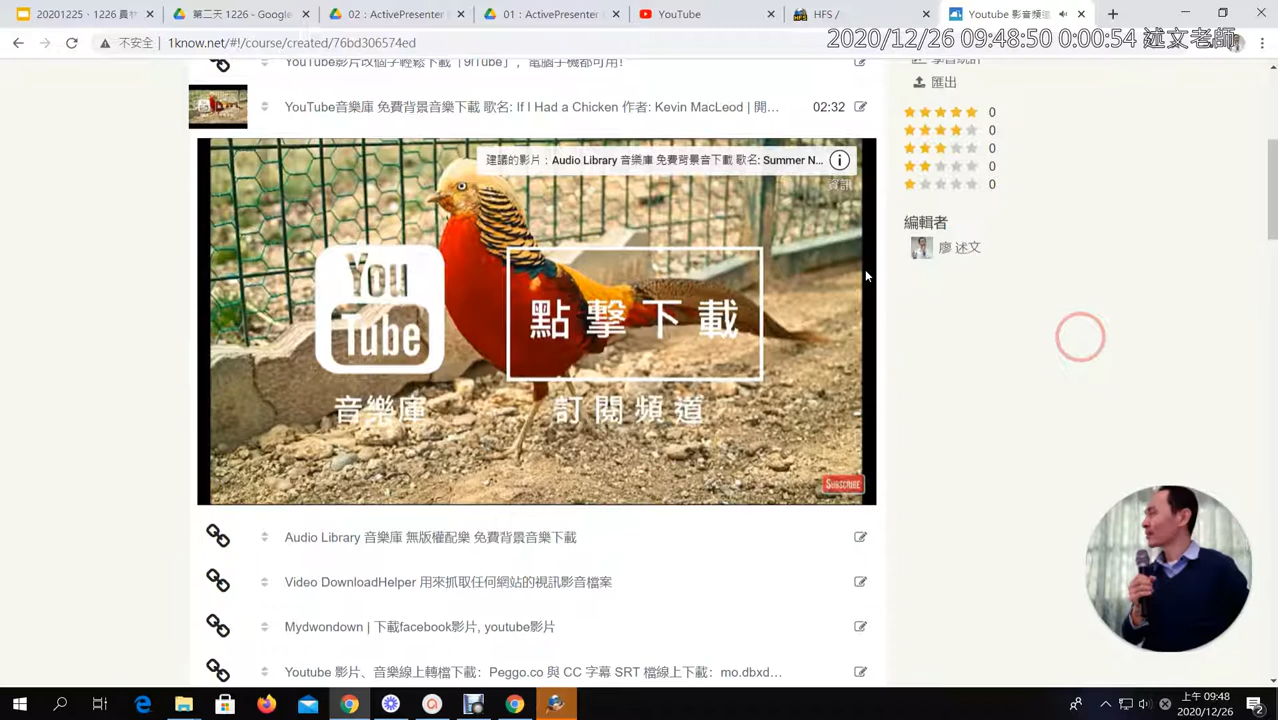 20201225、1226 員林
第二天 1226 - Google
02：ActivePresenter
01：ActivePresenter
YouTube
HFS /
Youtube 影音頻道
不安全
1know.net/#!/course/created/76bd306574ed
2020/12/26 09:48:50 0:00:54 述文老師
YouTube影片改個字輕鬆下載「9iTube」，電腦手機都可用!
學習統計
匯出
YouTube音樂庫 免費背景音樂下載 歌名: If I Had a Chicken 作者: Kevin MacLeod | 開…
02:32
0
0
0
0
0
建議的影片：Audio Library 音樂庫 免費背景音下載 歌名: Summer N...
資訊
編輯者
廖 述文
You
Tube
點擊下載
音樂庫
訂閱頻道
SUBSCRIBE
Audio Library 音樂庫 無版權配樂 免費背景音樂下載
Video DownloadHelper 用來抓取任何網站的視訊影音檔案
Mydwondown | 下載facebook影片, youtube影片
Youtube 影片、音樂線上轉檔下載：Peggo.co 與 CC 字幕 SRT 檔線上下載：mo.dbxd…
上午 09:48
2020/12/26
2